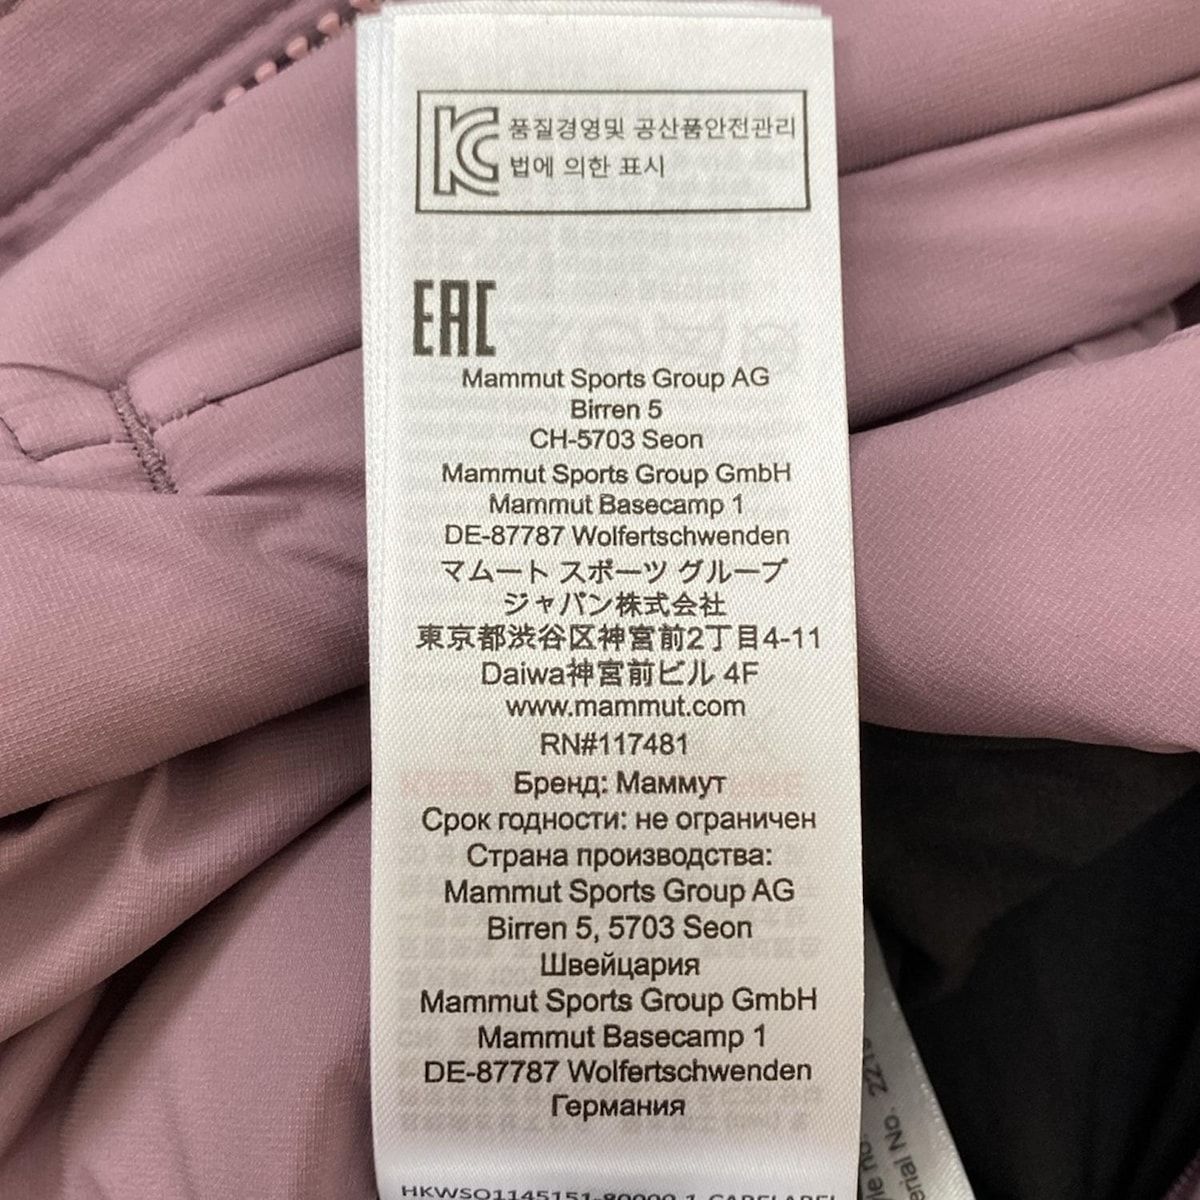 KC 품질경영및 공산품안전관리
법에 의한 표시
EAC
Mammut Sports Group AG
Birren 5
CH-5703 Seon
Mammut Sports Group GmbH
Mammut Basecamp 1
DE-87787 Wolfertschwenden
マムート スポーツ グループ
ジャパン株式会社
東京都渋谷区神宮前2丁目4-11
Daiwa神宮前ビル 4F
www.mammut.com
RN#117481
Бренд: Маммут
Срок годности: не ограничен
Страна производства:
Mammut Sports Group AG
Birren 5, 5703 Seon
Швейцария
Mammut Sports Group GmbH
Mammut Basecamp 1
DE-87787 Wolfertschwenden
Германия